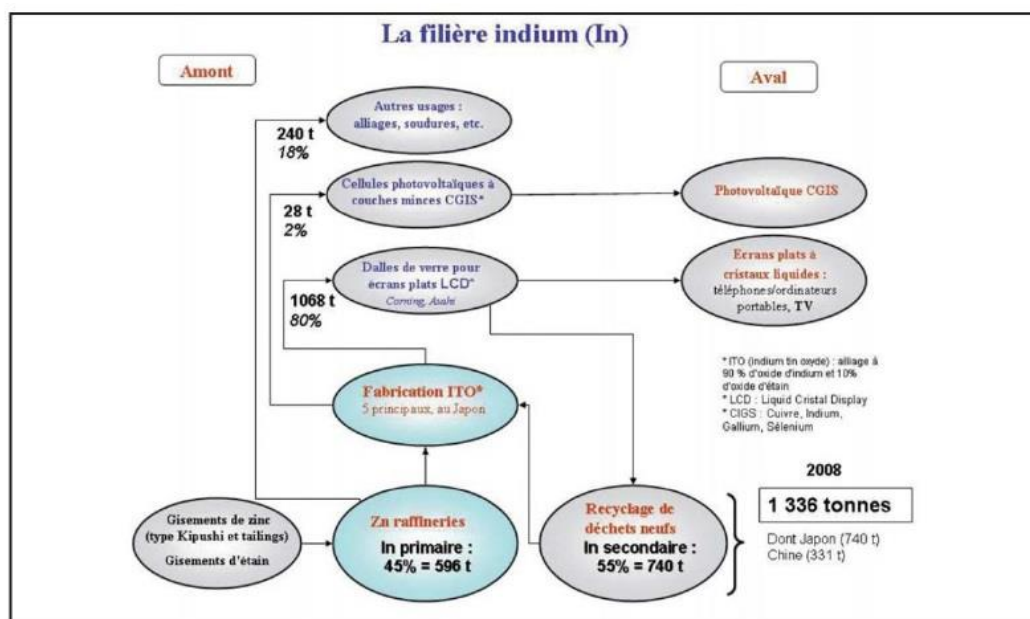 La filière indium (In)
Amont
Aval
Autres usages :
alliages, soudures, etc.
240 t
18%
Cellules photovoltaïques à
couches minces CGIS*
Photovoltaïque CGIS
28 t
2%
Dalles de verre pour
écrans plats LCD*
Corning, Asahi
Ecrans plats à
cristaux liquides :
téléphones/ordinateurs
portables, TV
1068 t
80%
Fabrication ITO*
5 principaux, au Japon
* ITO (indium tin oxyde) : alliage à
90 % d'oxide d'indium et 10%
d'oxide d'étain
* LCD : Liquid Cristal Display
* CIGS : Cuivre, Indium,
Gallium, Sélenium
2008
1 336 tonnes
Dont Japon (740 t)
Chine (331 t)
Gisements de zinc
(type Kipushi et tailings)
Gisements d'étain
Zn raffineries
In primaire :
45% = 596 t
Recyclage de
déchets neufs
In secondaire :
55% = 740 t